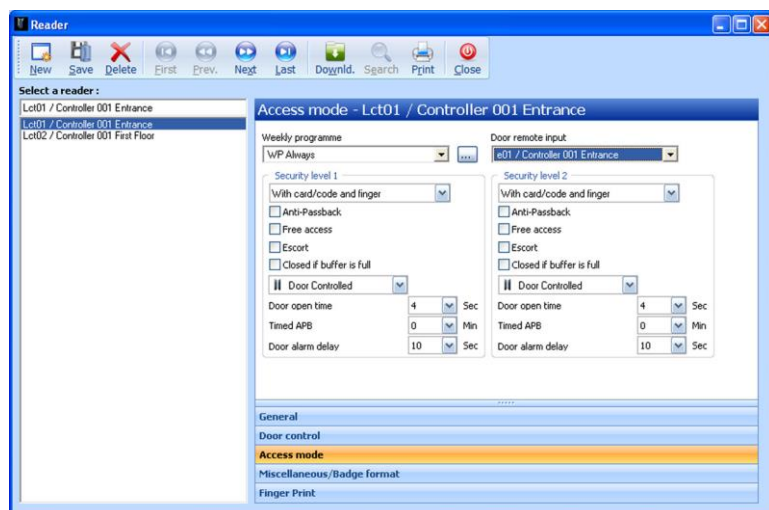 Reader
New Save Delete First Prev. Next Last Downld. Search Print Close
Select a reader :
Lct01 / Controller 001 Entrance
Lct01 / Controller 001 Entrance
Lct02 / Controller 001 First Floor
Access mode - Lct01 / Controller 001 Entrance
Weekly programme Door remote input
WP Always ... e01 / Controller 001 Entrance
Security level 1 Security level 2
With card/code and finger With card/code and finger
Anti-Passback Anti-Passback
Free access Free access
Escort Escort
Closed if buffer is full Closed if buffer is full
Door Controlled Door Controlled
Door open time 4 Sec Door open time 4 Sec
Timed APB 0 Min Timed APB 0 Min
Door alarm delay 10 Sec Door alarm delay 10 Sec
General
Door control
Access mode
Miscellaneous/Badge format
Finger Print